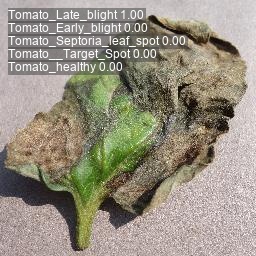 Tomato_Late_blight 1.00
Tomato_Early_blight 0.00
Tomato_Septoria_leaf_spot 0.00
Tomato__Target_Spot 0.00
Tomato_healthy 0.00